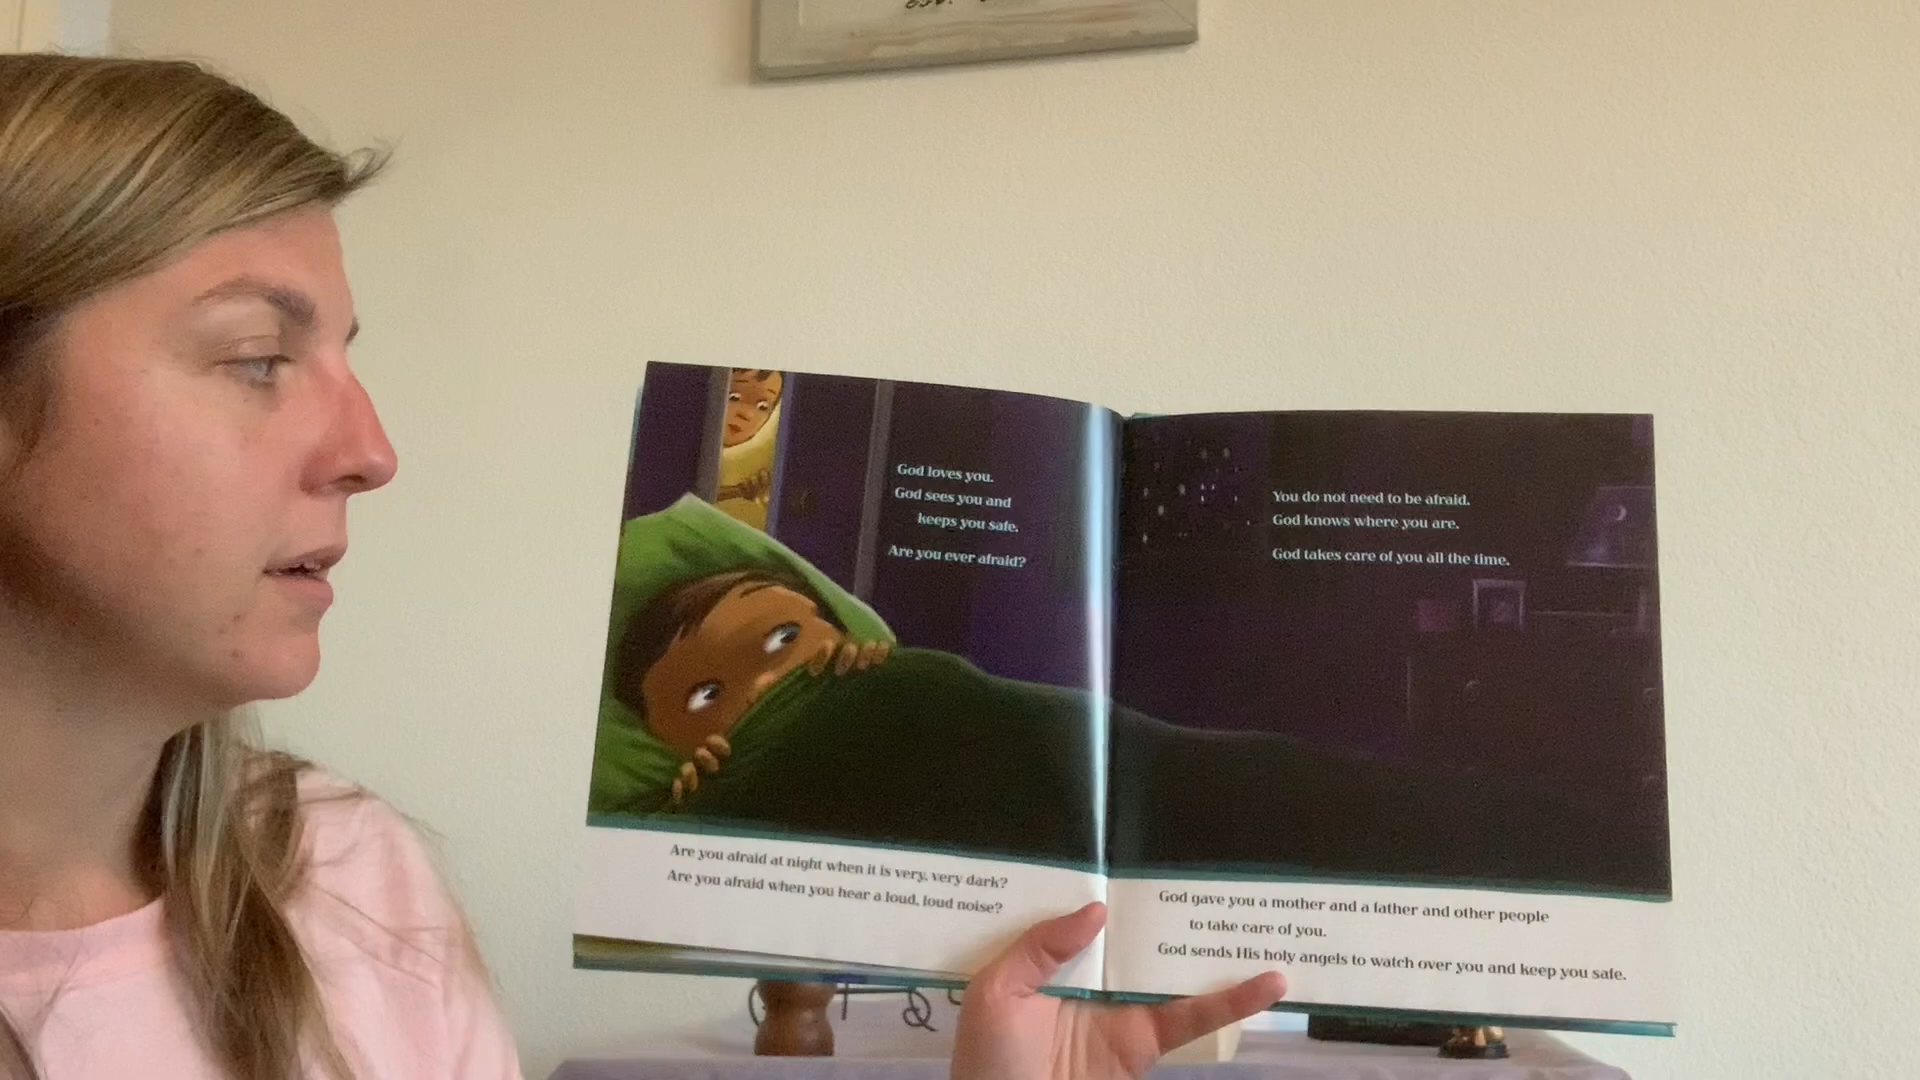 God loves you.
God sees you and
keeps you safe.
Are you ever afraid?
Are you afraid at night when it is very, very dark?
Are you afraid when you hear a loud, loud noise?
You do not need to be afraid.
God knows where you are.
God takes care of you all the time.
God gave you a mother and a father and other people
to take care of you.
God sends His holy angels to watch over you and keep you safe.